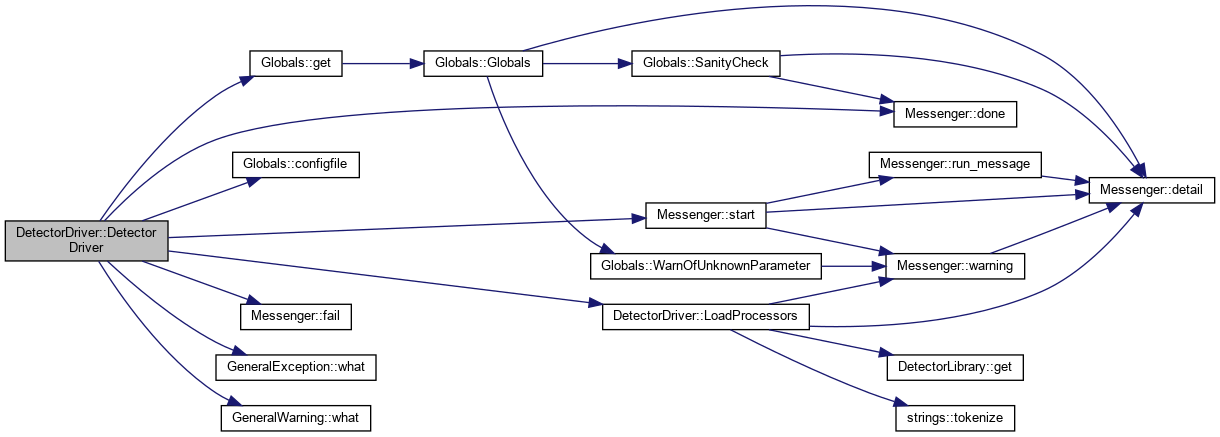 DetectorDriver::Detector
Driver
Globals::get
Globals::configfile
Messenger::fail
GeneralException::what
GeneralWarning::what
Globals::Globals
Globals::SanityCheck
Messenger::start
Globals::WarnOfUnknownParameter
DetectorDriver::LoadProcessors
Messenger::done
Messenger::run_message
Messenger::warning
DetectorLibrary::get
strings::tokenize
Messenger::detail